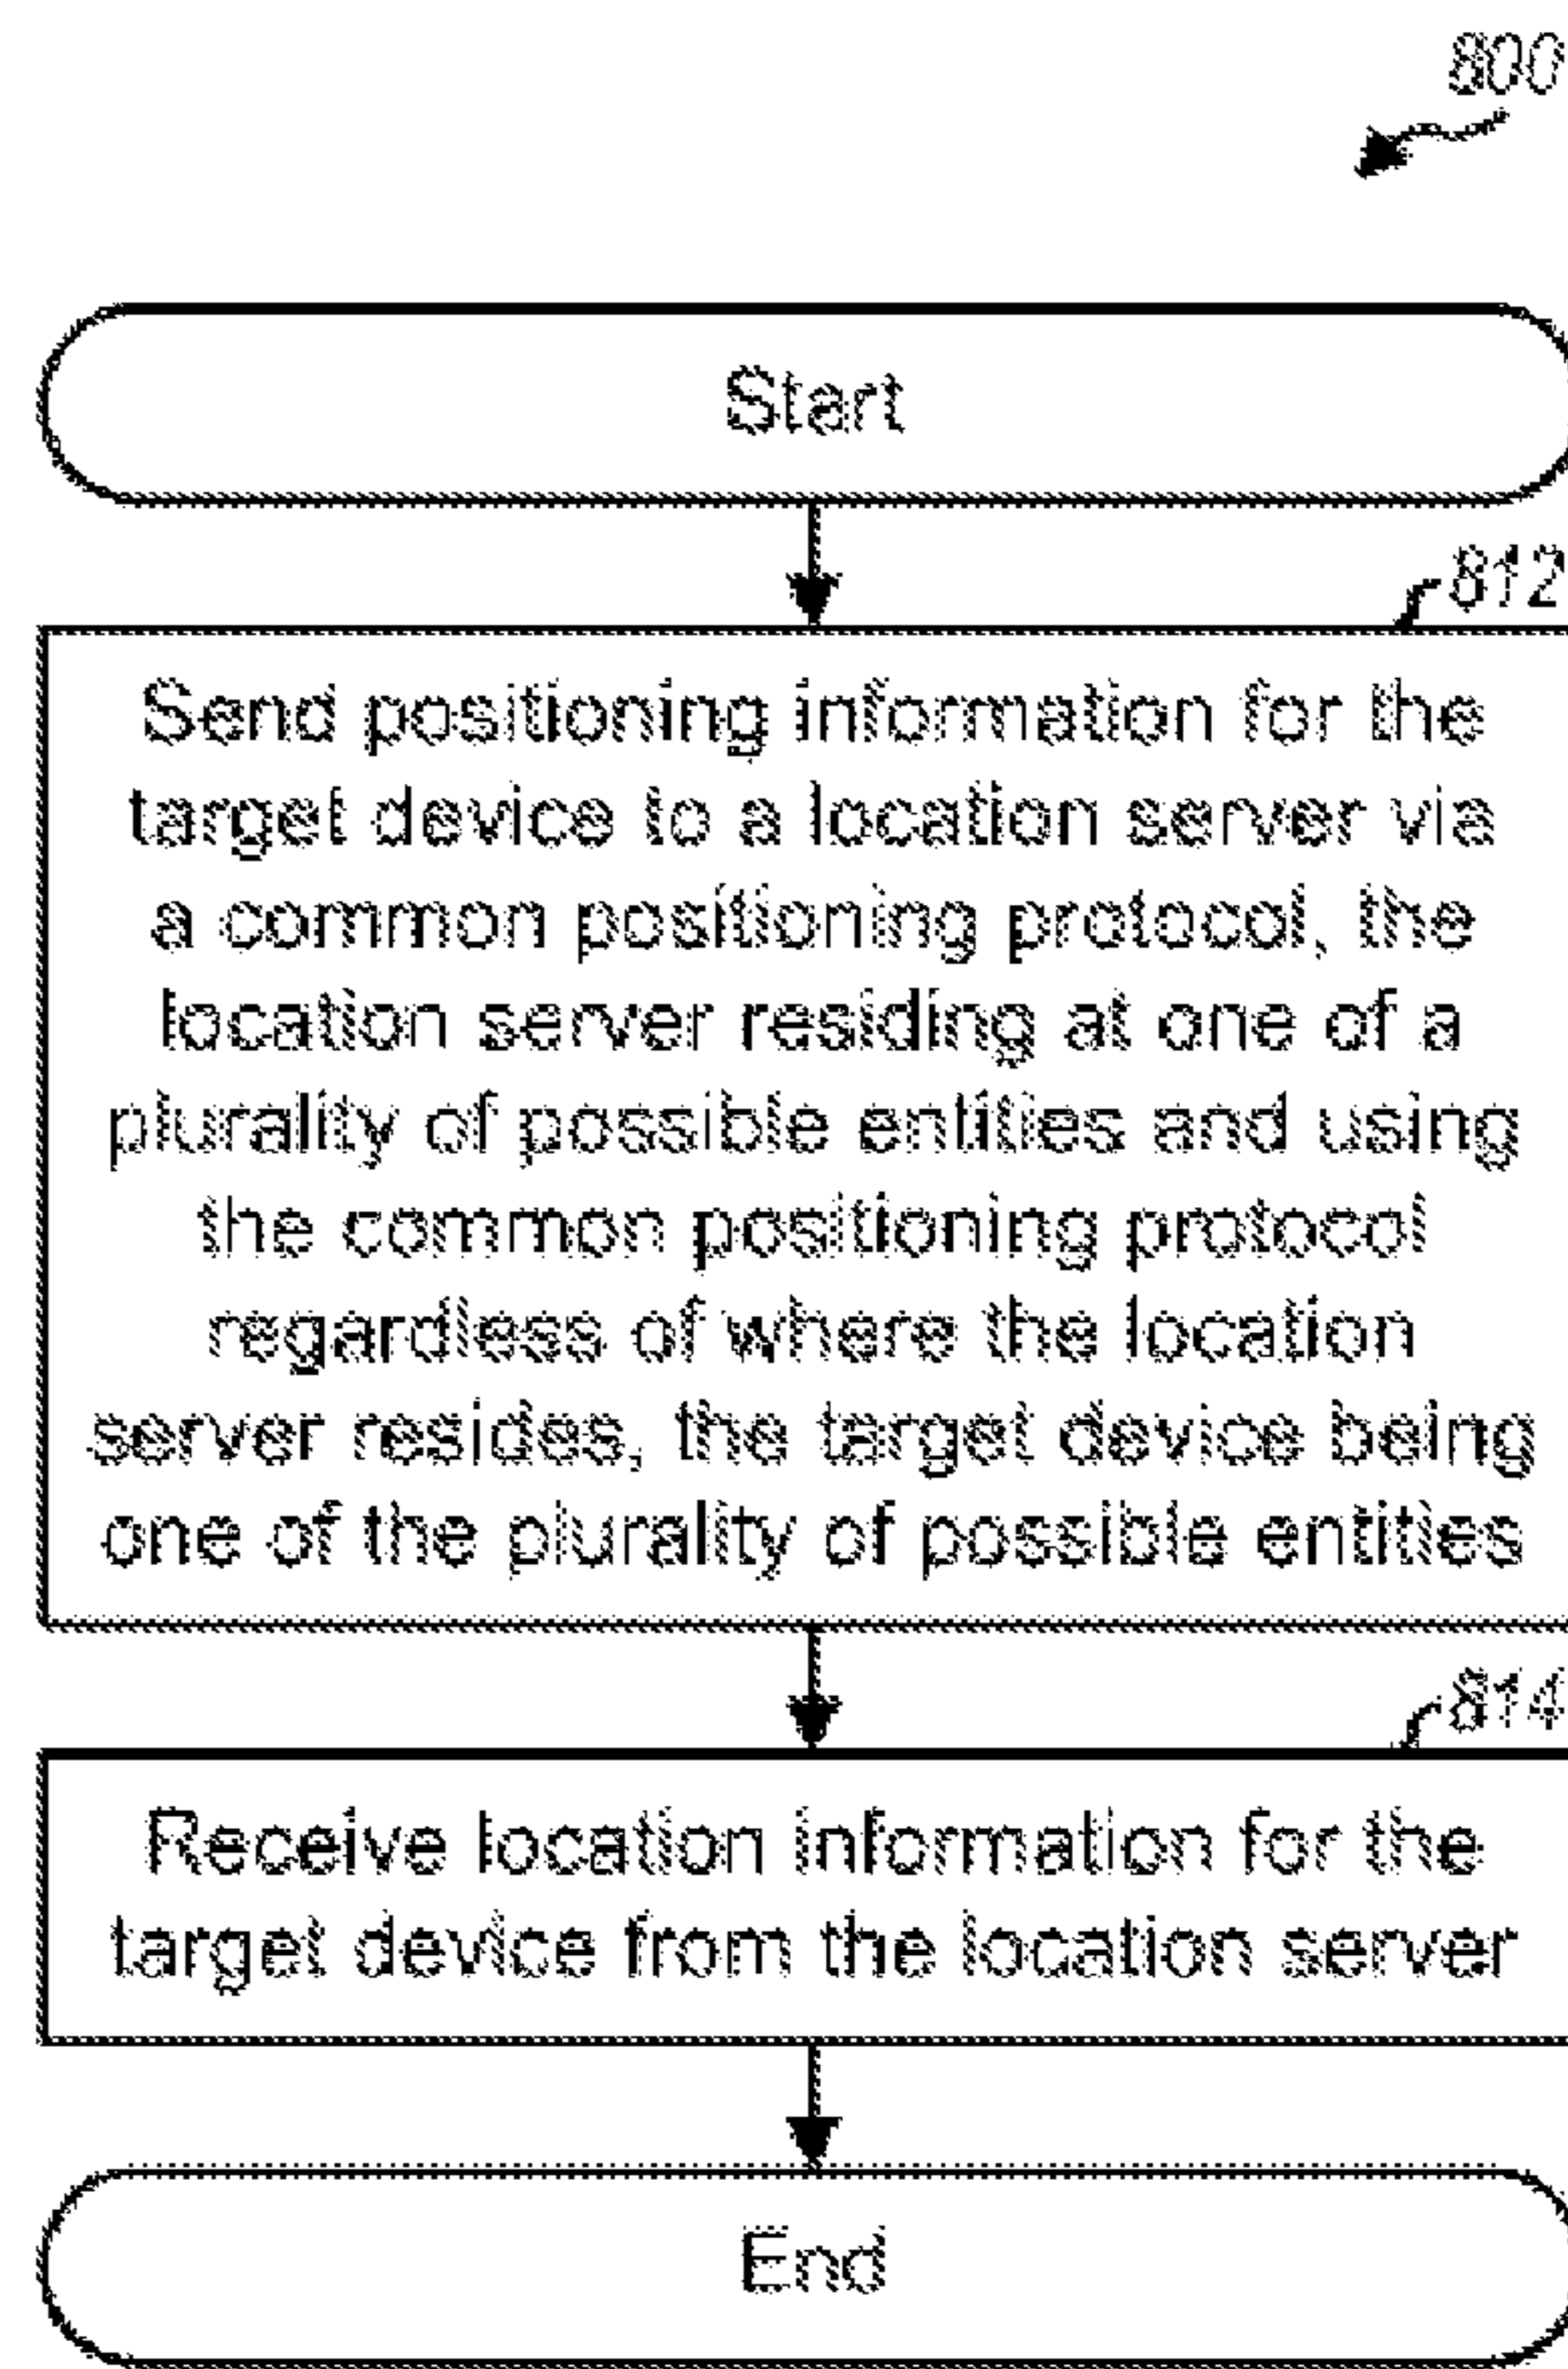 800
Start
812
Send positioning information for the
target device to a location server via
a common positioning protocol, the
location server residing at one of a
plurality of possible entities and using
the common positioning protocol
regardless of where the location
server resides, the target device being
one of the plurality of possible entities
814
Receive location information for the
target device from the location server
End